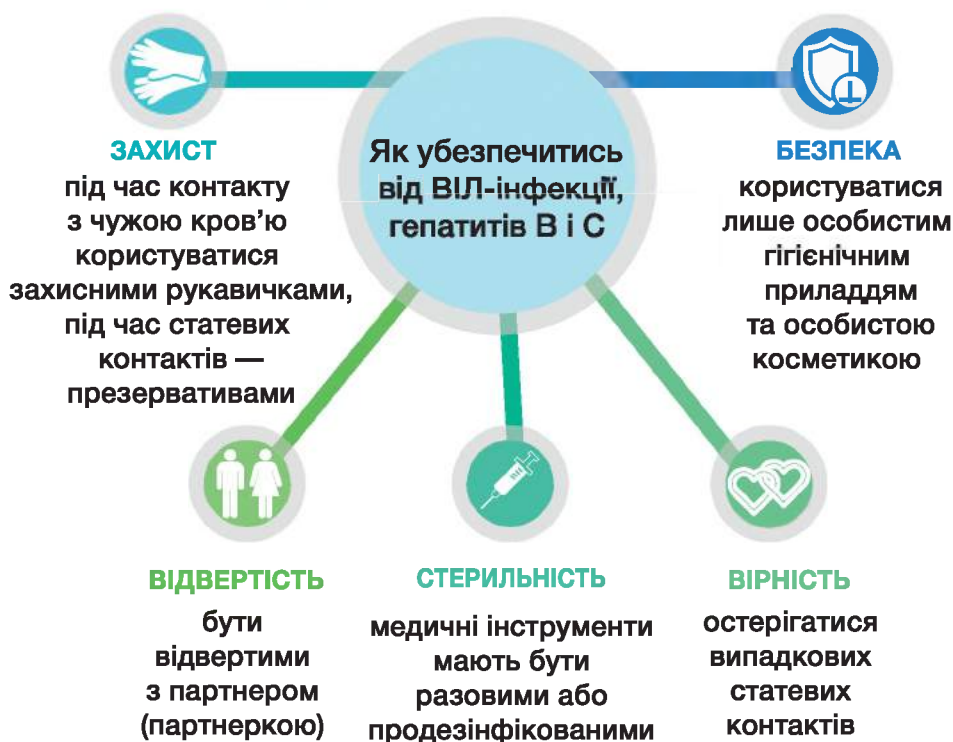 Як убезпечитись
від ВІЛ-інфекції,
гепатитів В і С
ЗАХИСТ
під час контакту
з чужою кров’ю
користуватися
захисними рукавичками,
під час статевих
контактів —
презервативами
БЕЗПЕКА
користуватися
лише особистим
гігієнічним
приладдям
та особистою
косметикою
ВІДВЕРТІСТЬ
бути
відвертими
з партнером
(партнеркою)
СТЕРИЛЬНІСТЬ
медичні інструменти
мають бути
разовими або
продезінфікованими
ВІРНІСТЬ
остерігатися
випадкових
статевих
контактів